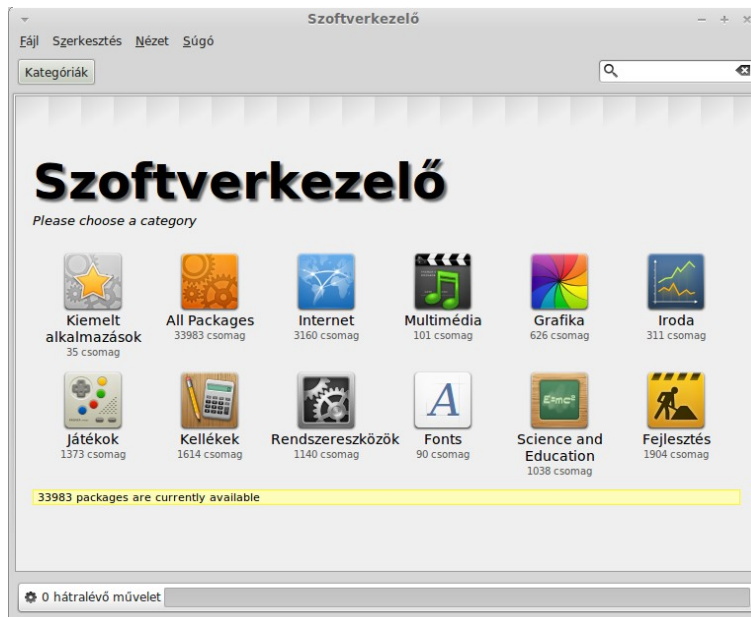 Szoftverkezelő
Fájl Szerkesztés Nézet Súgó
Kategóriák
Szoftverkezelő
Please choose a category
Kiemelt
alkalmazások
35 csomag
All Packages
33983 csomag
Internet
3160 csomag
Multimédia
101 csomag
Grafika
626 csomag
Iroda
311 csomag
Játékok
1373 csomag
Kellékek
1614 csomag
Rendszereszközök
1140 csomag
A
Fonts
90 csomag
E=mc²
Science and
Education
1038 csomag
Fejlesztés
1904 csomag
33983 packages are currently available
0 hátralévő művelet